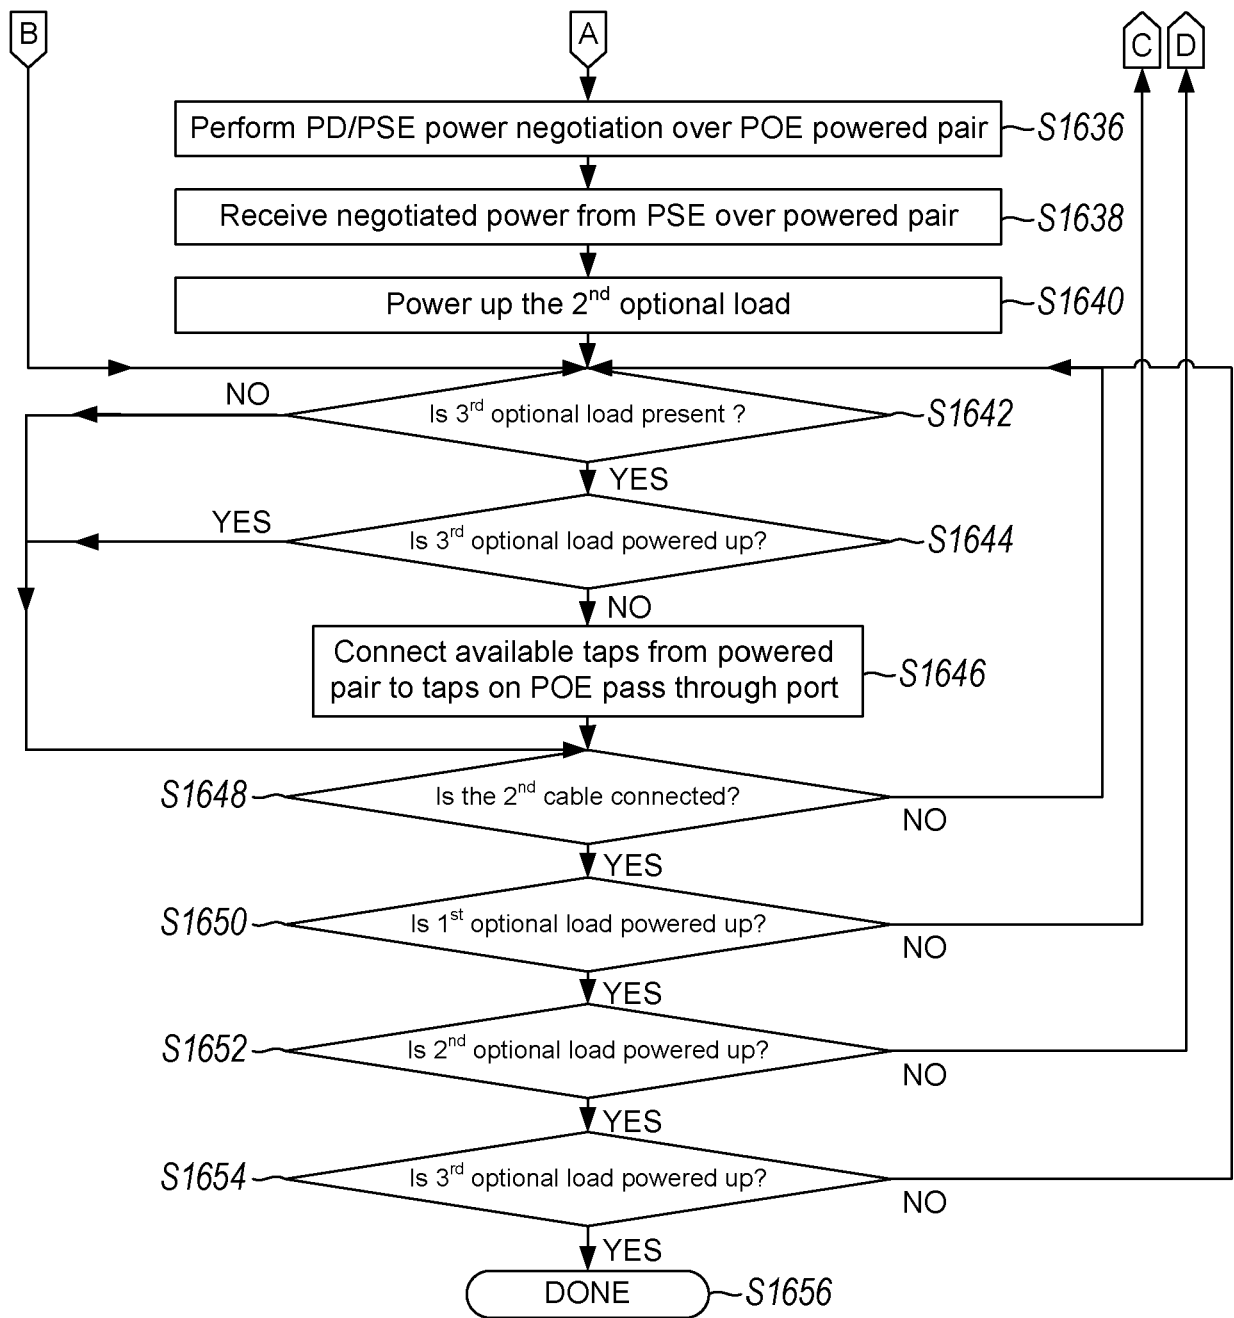 B
A
C
D
Perform PD/PSE power negotiation over POE powered pair
S1636
Receive negotiated power from PSE over powered pair
S1638
Power up the 2nd optional load
S1640
NO
Is 3rd optional load present ?
S1642
YES
YES
Is 3rd optional load powered up?
S1644
NO
Connect available taps from powered
pair to taps on POE pass through port
S1646
S1648
Is the 2nd cable connected?
NO
YES
S1650
Is 1st optional load powered up?
NO
YES
S1652
Is 2nd optional load powered up?
NO
YES
S1654
Is 3rd optional load powered up?
NO
YES
DONE
S1656